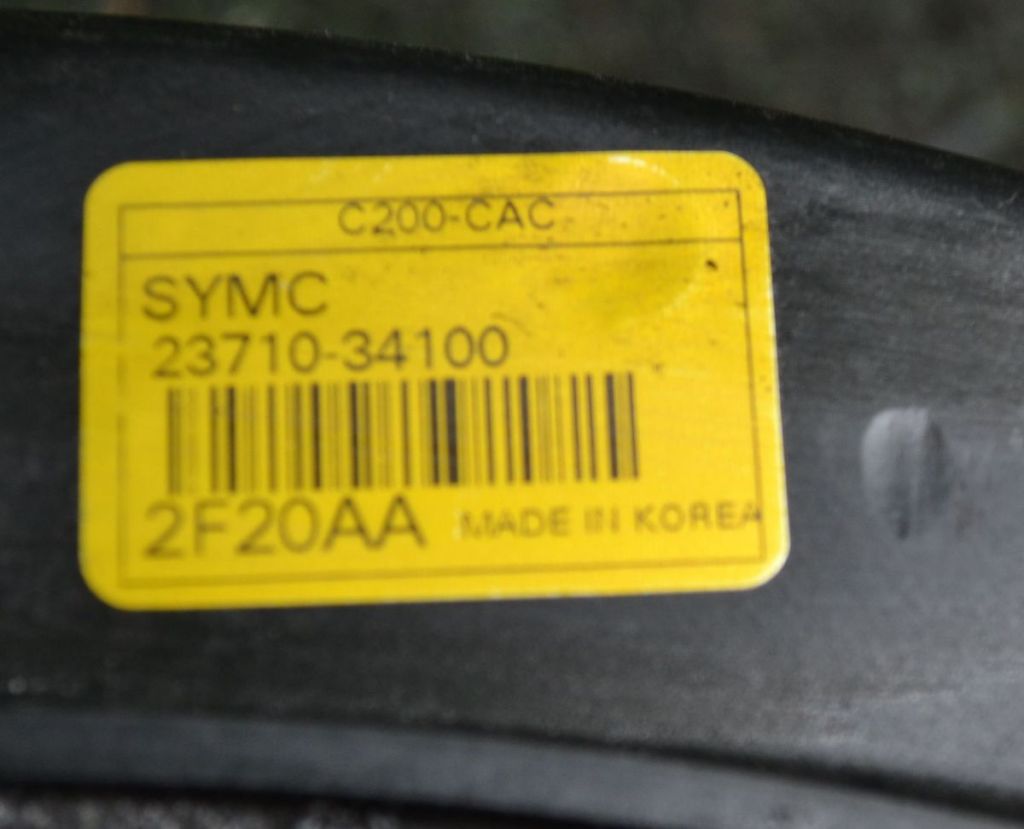 C200-CAC
SYMC
23710-34100
2F20AA MADE IN KOREA